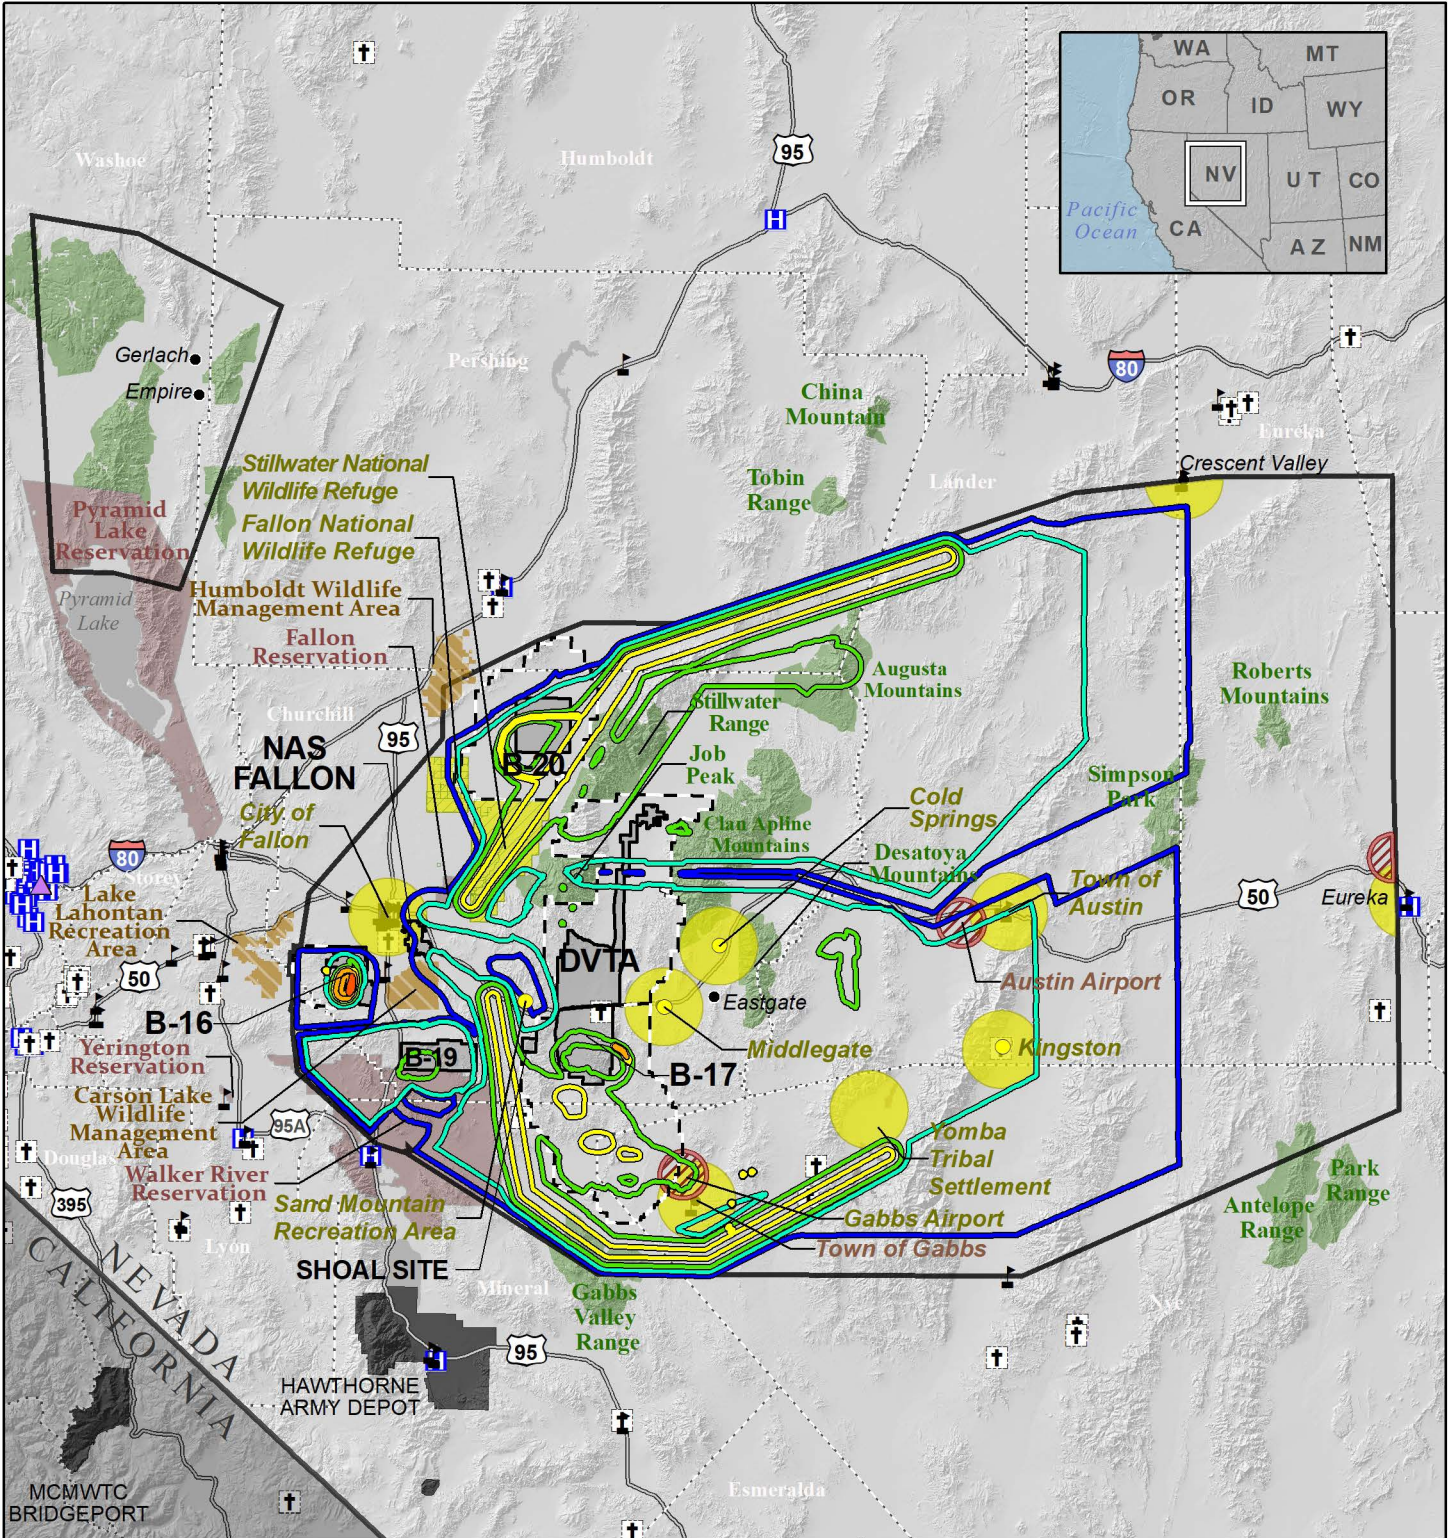 WA
MT
OR
ID
WY
NV
UT
CO
Pacific
Ocean
CA
AZ
NM
95
Washoe
Humboldt
Gerlach
Empire
Pershing
80
China
Mountain
Eureka
Crescent Valley
Stillwater National
Wildlife Refuge
Tobin
Range
Lander
Pyramid
Lake
Reservation
Fallon National
Wildlife Refuge
Humboldt Wildlife
Management Area
Pyramid
Lake
Fallon
Reservation
Augusta
Mountains
Roberts
Mountains
Stillwater
Range
Churchill
95
NAS
FALLON
B-20
Job
Peak
Simpson
Park
City of
Fallon
Cold
Springs
Clan Apline
Mountains
80
Storey
Desatoya
Mountains
Town of
Austin
50
Eureka
Lake
Lahontan
Recreation
Area
50
DVTA
Austin Airport
Eastgate
B-16
Middlegate
Kingston
Yerington
Reservation
B-19
B-17
Carson Lake
Wildlife
Management
Area
95A
Yomba
Tribal
Settlement
Douglas
Walker River
Reservation
Park
Range
Antelope
Range
395
Sand Mountain
Recreation Area
Gabbs Airport
Town of Gabbs
Lyon
SHOAL SITE
Mineral
Gabbs
Valley
Range
Nye
NEVADA
CALIFORNIA
95
HAWTHORNE
ARMY DEPOT
MCMWTC
BRIDGEPORT
Esmeralda
H
H
H
H
H
H
H
H
H
H
H
H